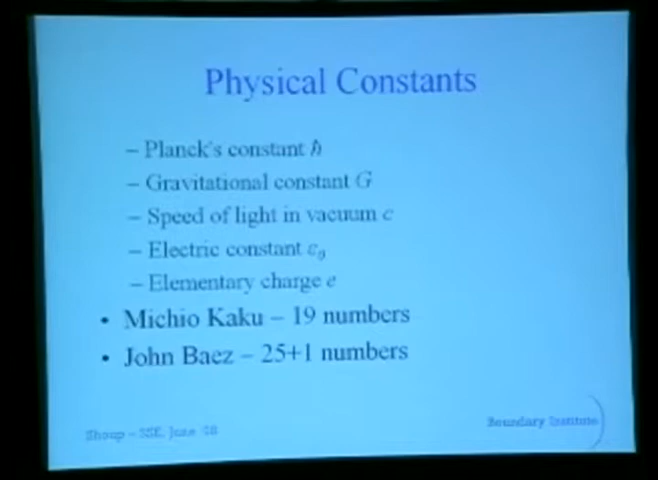 Physical Constants
– Planck's constant ℏ
– Gravitational constant G
– Speed of light in vacuum c
– Electric constant ε₀
– Elementary charge e
• Michio Kaku – 19 numbers
• John Baez – 25+1 numbers
Shoup – SSE, June
Boundary Institute